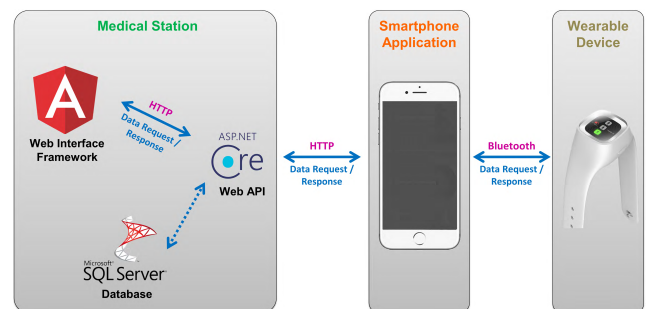 Medical Station
A
Web Interface
Framework
HTTP
Data Request /
Response
ASP.NET
Core
Web API
Microsoft®
SQL Server
Database
HTTP
Data Request /
Response
Smartphone
Application
Bluetooth
Data Request /
Response
Wearable
Device